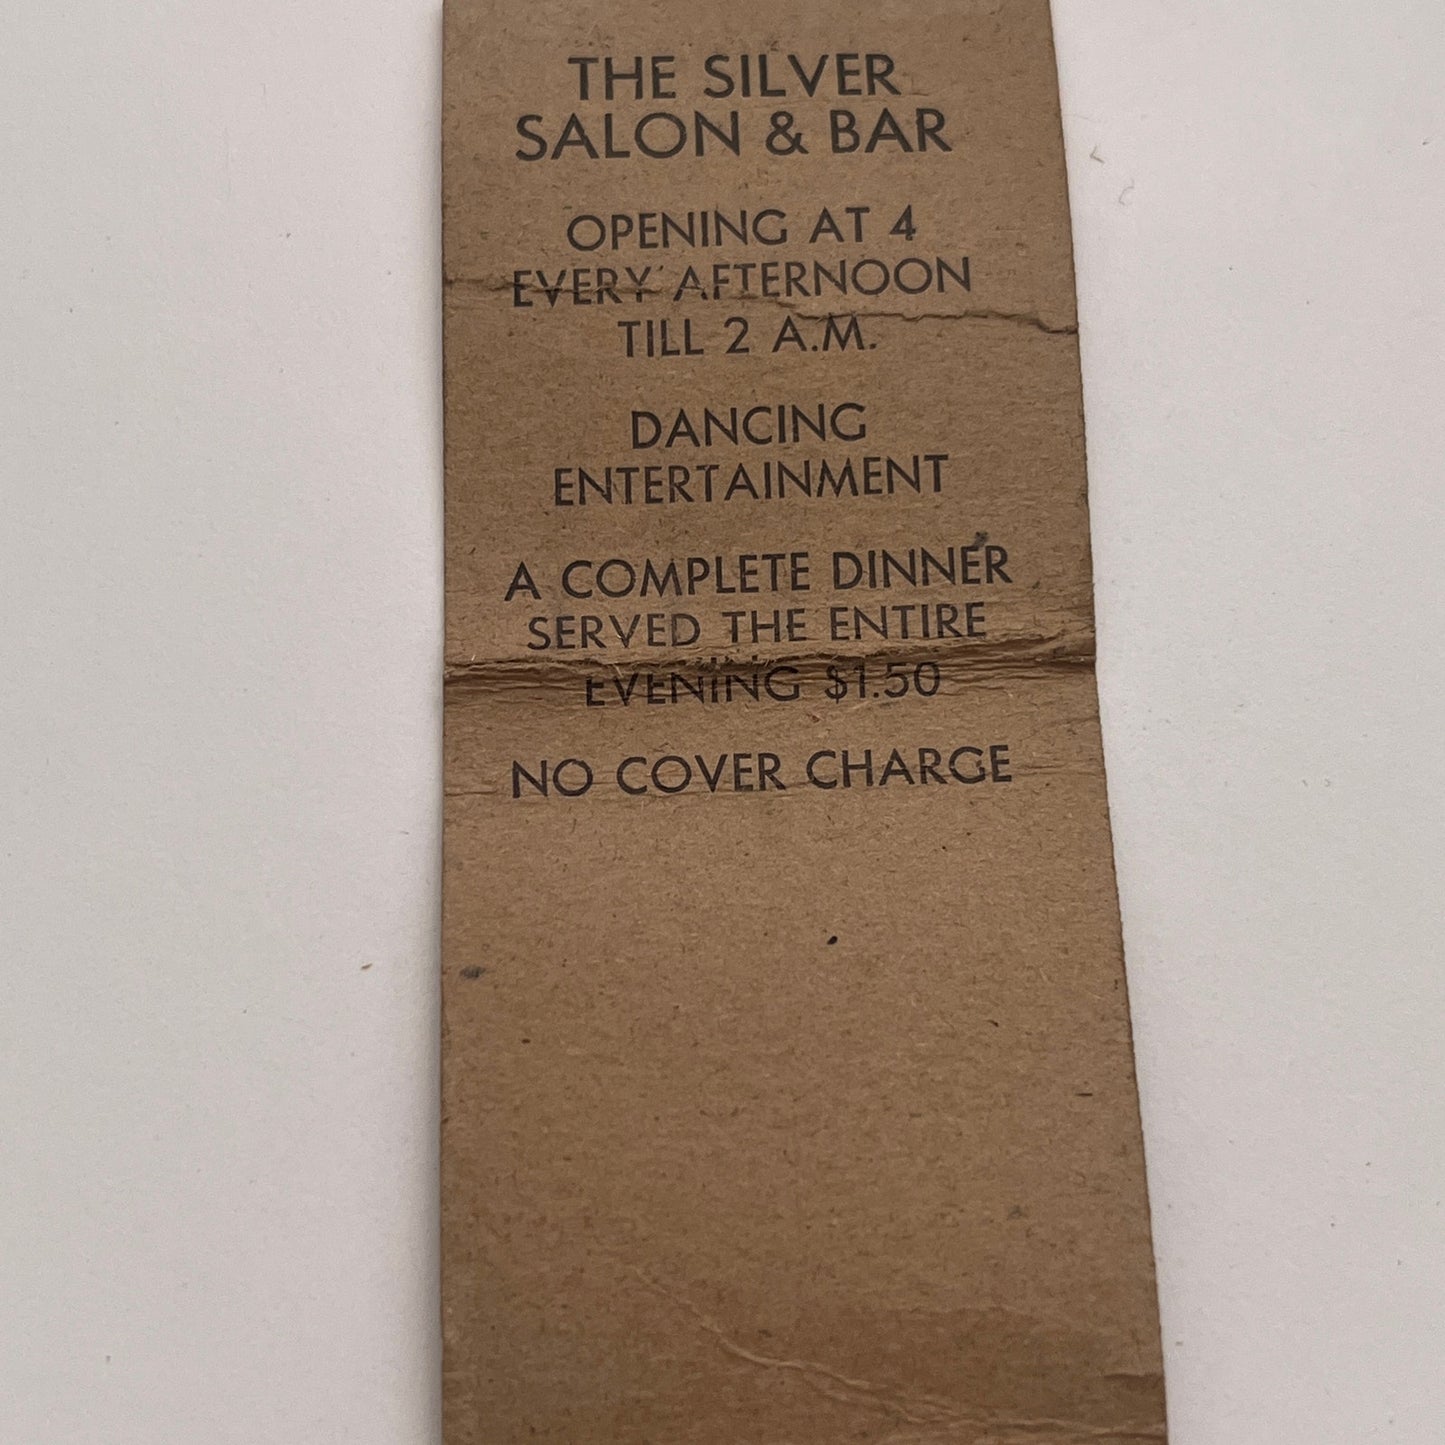 THE SILVER
SALON & BAR
OPENING AT 4
EVERY AFTERNOON
TILL 2 A.M.
DANCING
ENTERTAINMENT
A COMPLETE DINNER
SERVED THE ENTIRE
EVENING $1.50
NO COVER CHARGE